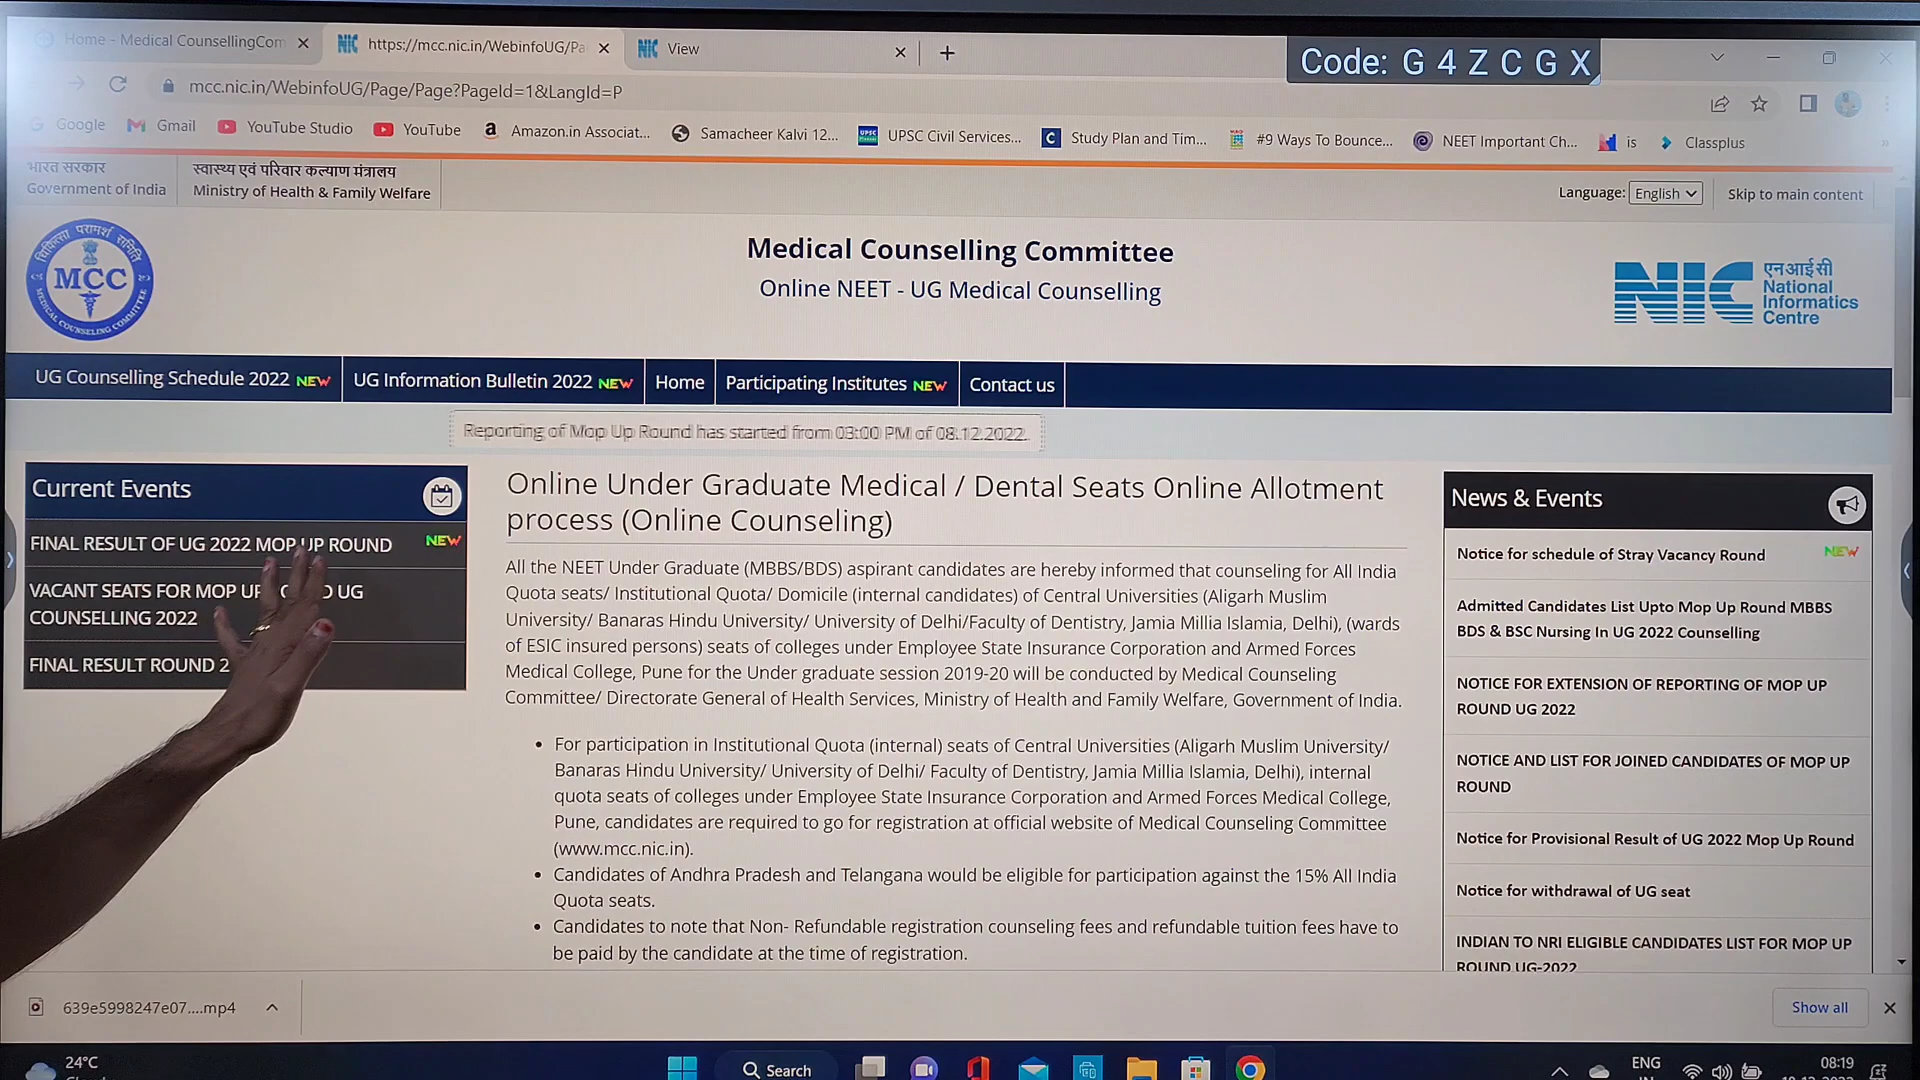 Home - Medical CounsellingCom
https://mcc.nic.in/WebinfoUG/Pa
NIC View
Code: G 4 Z C G X
mcc.nic.in/WebinfoUG/Page/Page?PageId=1&LangId=P
Google
Gmail
YouTube Studio
YouTube
Amazon.in Associat...
Samacheer Kalvi 12...
UPSC Civil Services...
Study Plan and Tim...
#9 Ways To Bounce...
NEET Important Ch...
is
Classplus
भारत सरकार
Government of India
स्वास्थ्य एवं परिवार कल्याण मंत्रालय
Ministry of Health & Family Welfare
Language: English
Skip to main content
चिकित्सा परामर्श समिति
MCC
MEDICAL COUNSELING COMMITTEE
Medical Counselling Committee
Online NEET - UG Medical Counselling
NIC
एनआईसी
National
Informatics
Centre
UG Counselling Schedule 2022 NEW
UG Information Bulletin 2022 NEW
Home
Participating Institutes NEW
Contact us
Reporting of Mop Up Round has started from 03:00 PM of 08.12.2022.
Current Events
FINAL RESULT OF UG 2022 MOP UP ROUND NEW
VACANT SEATS FOR MOP UP UG
COUNSELLING 2022
FINAL RESULT ROUND 2
Online Under Graduate Medical / Dental Seats Online Allotment
process (Online Counseling)
All the NEET Under Graduate (MBBS/BDS) aspirant candidates are hereby informed that counseling for All India
Quota seats/ Institutional Quota/ Domicile (internal candidates) of Central Universities (Aligarh Muslim
University/ Banaras Hindu University/ University of Delhi/Faculty of Dentistry, Jamia Millia Islamia, Delhi), (wards
of ESIC insured persons) seats of colleges under Employee State Insurance Corporation and Armed Forces
Medical College, Pune for the Under graduate session 2019-20 will be conducted by Medical Counseling
Committee/ Directorate General of Health Services, Ministry of Health and Family Welfare, Government of India.
• For participation in Institutional Quota (internal) seats of Central Universities (Aligarh Muslim University/
Banaras Hindu University/ University of Delhi/ Faculty of Dentistry, Jamia Millia Islamia, Delhi), internal
quota seats of colleges under Employee State Insurance Corporation and Armed Forces Medical College,
Pune, candidates are required to go for registration at official website of Medical Counseling Committee
(www.mcc.nic.in).
• Candidates of Andhra Pradesh and Telangana would be eligible for participation against the 15% All India
Quota seats.
• Candidates to note that Non- Refundable registration counseling fees and refundable tuition fees have to
be paid by the candidate at the time of registration.
News & Events
Notice for schedule of Stray Vacancy Round NEW
Admitted Candidates List Upto Mop Up Round MBBS
BDS & BSC Nursing In UG 2022 Counselling
NOTICE FOR EXTENSION OF REPORTING OF MOP UP
ROUND UG 2022
NOTICE AND LIST FOR JOINED CANDIDATES OF MOP UP
ROUND
Notice for Provisional Result of UG 2022 Mop Up Round
Notice for withdrawal of UG seat
INDIAN TO NRI ELIGIBLE CANDIDATES LIST FOR MOP UP
ROUND UG-2022
639e5998247e07....mp4
Show all
24°C
Search
ENG
IN
08:19